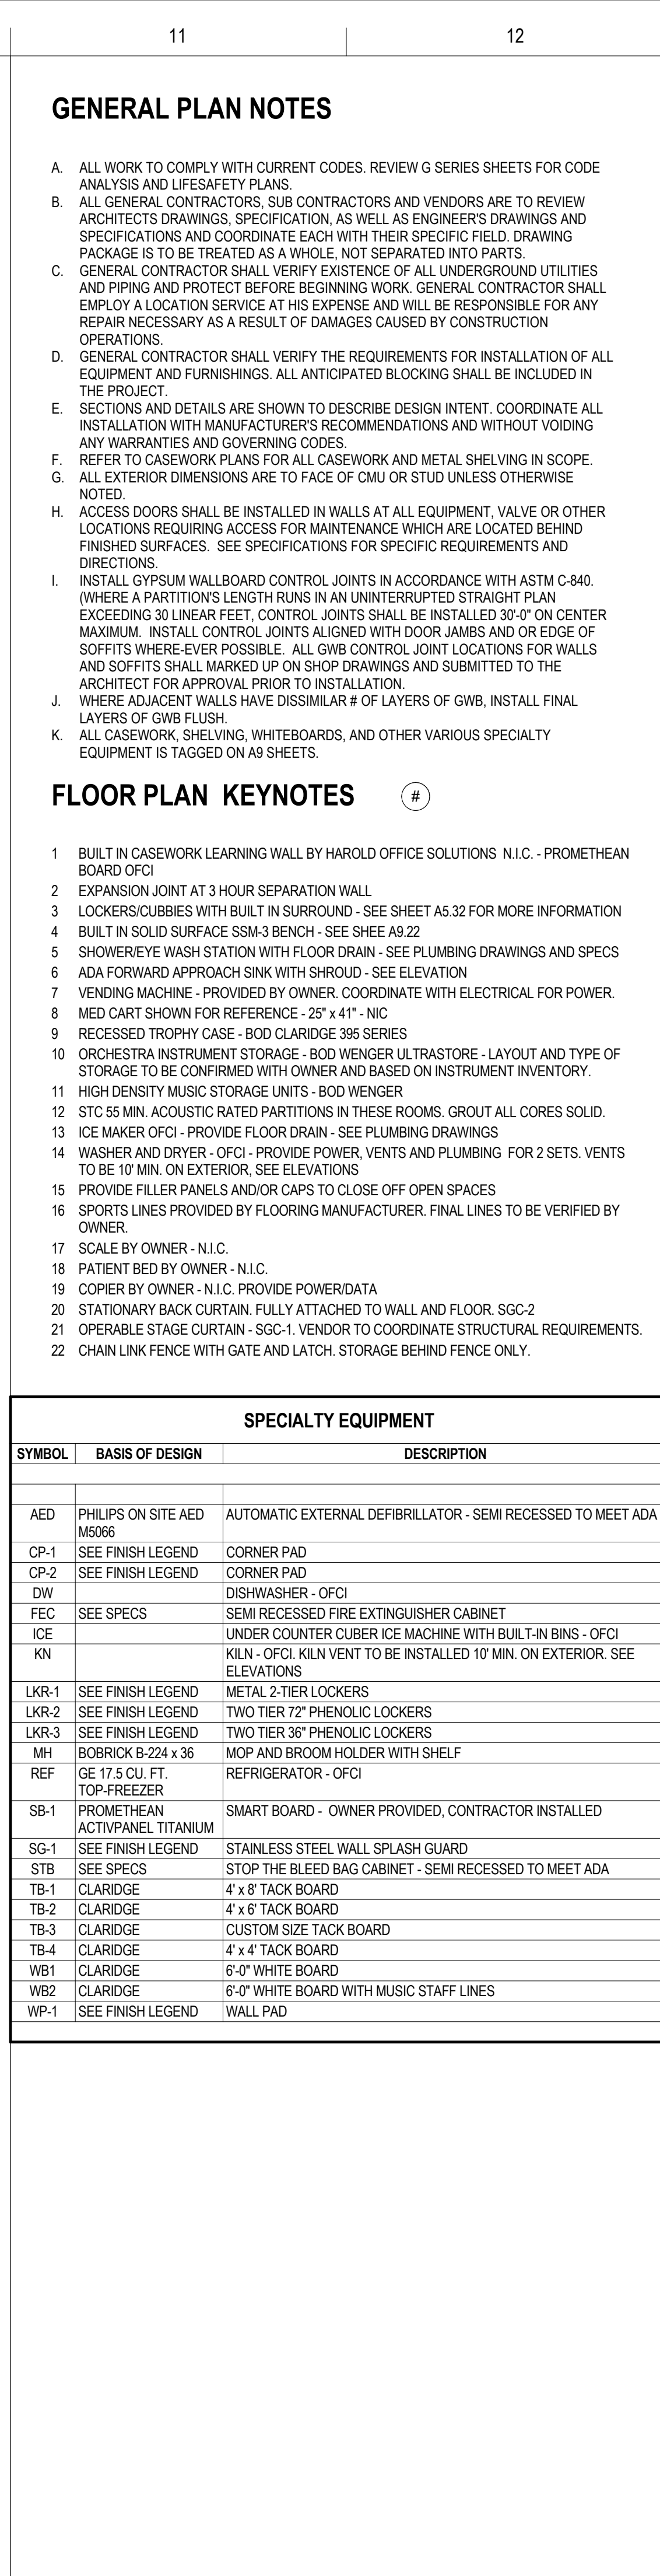 11 12
GENERAL PLAN NOTES
A. ALL WORK TO COMPLY WITH CURRENT CODES. REVIEW G SERIES SHEETS FOR CODE
ANALYSIS AND LIFESAFETY PLANS.
B. ALL GENERAL CONTRACTORS, SUB CONTRACTORS AND VENDORS ARE TO REVIEW
ARCHITECTS DRAWINGS, SPECIFICATION, AS WELL AS ENGINEER'S DRAWINGS AND
SPECIFICATIONS AND COORDINATE EACH WITH THEIR SPECIFIC FIELD. DRAWING
PACKAGE IS TO BE TREATED AS A WHOLE, NOT SEPARATED INTO PARTS.
C. GENERAL CONTRACTOR SHALL VERIFY EXISTENCE OF ALL UNDERGROUND UTILITIES
AND PIPING AND PROTECT BEFORE BEGINNING WORK. GENERAL CONTRACTOR SHALL
EMPLOY A LOCATION SERVICE AT HIS EXPENSE AND WILL BE RESPONSIBLE FOR ANY
REPAIR NECESSARY AS A RESULT OF DAMAGES CAUSED BY CONSTRUCTION
OPERATIONS.
D. GENERAL CONTRACTOR SHALL VERIFY THE REQUIREMENTS FOR INSTALLATION OF ALL
EQUIPMENT AND FURNISHINGS. ALL ANTICIPATED BLOCKING SHALL BE INCLUDED IN
THE PROJECT.
E. SECTIONS AND DETAILS ARE SHOWN TO DESCRIBE DESIGN INTENT. COORDINATE ALL
INSTALLATION WITH MANUFACTURER'S RECOMMENDATIONS AND WITHOUT VOIDING
ANY WARRANTIES AND GOVERNING CODES.
F. REFER TO CASEWORK PLANS FOR ALL CASEWORK AND METAL SHELVING IN SCOPE.
G. ALL EXTERIOR DIMENSIONS ARE TO FACE OF CMU OR STUD UNLESS OTHERWISE
NOTED.
H. ACCESS DOORS SHALL BE INSTALLED IN WALLS AT ALL EQUIPMENT, VALVE OR OTHER
LOCATIONS REQUIRING ACCESS FOR MAINTENANCE WHICH ARE LOCATED BEHIND
FINISHED SURFACES. SEE SPECIFICATIONS FOR SPECIFIC REQUIREMENTS AND
DIRECTIONS.
I. INSTALL GYPSUM WALLBOARD CONTROL JOINTS IN ACCORDANCE WITH ASTM C-840.
(WHERE A PARTITION'S LENGTH RUNS IN AN UNINTERRUPTED STRAIGHT PLAN
EXCEEDING 30 LINEAR FEET, CONTROL JOINTS SHALL BE INSTALLED 30'-0" ON CENTER
MAXIMUM. INSTALL CONTROL JOINTS ALIGNED WITH DOOR JAMBS AND OR EDGE OF
SOFFITS WHERE-EVER POSSIBLE. ALL GWB CONTROL JOINT LOCATIONS FOR WALLS
AND SOFFITS SHALL MARKED UP ON SHOP DRAWINGS AND SUBMITTED TO THE
ARCHITECT FOR APPROVAL PRIOR TO INSTALLATION.
J. WHERE ADJACENT WALLS HAVE DISSIMILAR # OF LAYERS OF GWB, INSTALL FINAL
LAYERS OF GWB FLUSH.
K. ALL CASEWORK, SHELVING, WHITEBOARDS, AND OTHER VARIOUS SPECIALTY
EQUIPMENT IS TAGGED ON A9 SHEETS.
FLOOR PLAN KEYNOTES #
1 BUILT IN CASEWORK LEARNING WALL BY HAROLD OFFICE SOLUTIONS N.I.C. - PROMETHEAN
BOARD OFCI
2 EXPANSION JOINT AT 3 HOUR SEPARATION WALL
3 LOCKERS/CUBBIES WITH BUILT IN SURROUND - SEE SHEET A5.32 FOR MORE INFORMATION
4 BUILT IN SOLID SURFACE SSM-3 BENCH - SEE SHEE A9.22
5 SHOWER/EYE WASH STATION WITH FLOOR DRAIN - SEE PLUMBING DRAWINGS AND SPECS
6 ADA FORWARD APPROACH SINK WITH SHROUD - SEE ELEVATION
7 VENDING MACHINE - PROVIDED BY OWNER. COORDINATE WITH ELECTRICAL FOR POWER.
8 MED CART SHOWN FOR REFERENCE - 25" x 41" - NIC
9 RECESSED TROPHY CASE - BOD CLARIDGE 395 SERIES
10 ORCHESTRA INSTRUMENT STORAGE - BOD WENGER ULTRASTORE - LAYOUT AND TYPE OF
STORAGE TO BE CONFIRMED WITH OWNER AND BASED ON INSTRUMENT INVENTORY.
11 HIGH DENSITY MUSIC STORAGE UNITS - BOD WENGER
12 STC 55 MIN. ACOUSTIC RATED PARTITIONS IN THESE ROOMS. GROUT ALL CORES SOLID.
13 ICE MAKER OFCI - PROVIDE FLOOR DRAIN - SEE PLUMBING DRAWINGS
14 WASHER AND DRYER - OFCI - PROVIDE POWER, VENTS AND PLUMBING FOR 2 SETS. VENTS
TO BE 10' MIN. ON EXTERIOR, SEE ELEVATIONS
15 PROVIDE FILLER PANELS AND/OR CAPS TO CLOSE OFF OPEN SPACES
16 SPORTS LINES PROVIDED BY FLOORING MANUFACTURER. FINAL LINES TO BE VERIFIED BY
OWNER.
17 SCALE BY OWNER - N.I.C.
18 PATIENT BED BY OWNER - N.I.C.
19 COPIER BY OWNER - N.I.C. PROVIDE POWER/DATA
20 STATIONARY BACK CURTAIN. FULLY ATTACHED TO WALL AND FLOOR. SGC-2
21 OPERABLE STAGE CURTAIN - SGC-1. VENDOR TO COORDINATE STRUCTURAL REQUIREMENTS.
22 CHAIN LINK FENCE WITH GATE AND LATCH. STORAGE BEHIND FENCE ONLY.
SPECIALTY EQUIPMENT
SYMBOL BASIS OF DESIGN DESCRIPTION
AED PHILIPS ON SITE AED AUTOMATIC EXTERNAL DEFIBRILLATOR - SEMI RECESSED TO MEET ADA
M5066
CP-1 SEE FINISH LEGEND CORNER PAD
CP-2 SEE FINISH LEGEND CORNER PAD
DW DISHWASHER - OFCI
FEC SEE SPECS SEMI RECESSED FIRE EXTINGUISHER CABINET
ICE UNDER COUNTER CUBER ICE MACHINE WITH BUILT-IN BINS - OFCI
KN KILN - OFCI. KILN VENT TO BE INSTALLED 10' MIN. ON EXTERIOR. SEE
ELEVATIONS
LKR-1 SEE FINISH LEGEND METAL 2-TIER LOCKERS
LKR-2 SEE FINISH LEGEND TWO TIER 72" PHENOLIC LOCKERS
LKR-3 SEE FINISH LEGEND TWO TIER 36" PHENOLIC LOCKERS
MH BOBRICK B-224 x 36 MOP AND BROOM HOLDER WITH SHELF
REF GE 17.5 CU. FT. REFRIGERATOR - OFCI
TOP-FREEZER
SB-1 PROMETHEAN SMART BOARD - OWNER PROVIDED, CONTRACTOR INSTALLED
ACTIVPANEL TITANIUM
SG-1 SEE FINISH LEGEND STAINLESS STEEL WALL SPLASH GUARD
STB SEE SPECS STOP THE BLEED BAG CABINET - SEMI RECESSED TO MEET ADA
TB-1 CLARIDGE 4' x 8' TACK BOARD
TB-2 CLARIDGE 4' x 6' TACK BOARD
TB-3 CLARIDGE CUSTOM SIZE TACK BOARD
TB-4 CLARIDGE 4' x 4' TACK BOARD
WB1 CLARIDGE 6'-0" WHITE BOARD
WB2 CLARIDGE 6'-0" WHITE BOARD WITH MUSIC STAFF LINES
WP-1 SEE FINISH LEGEND WALL PAD